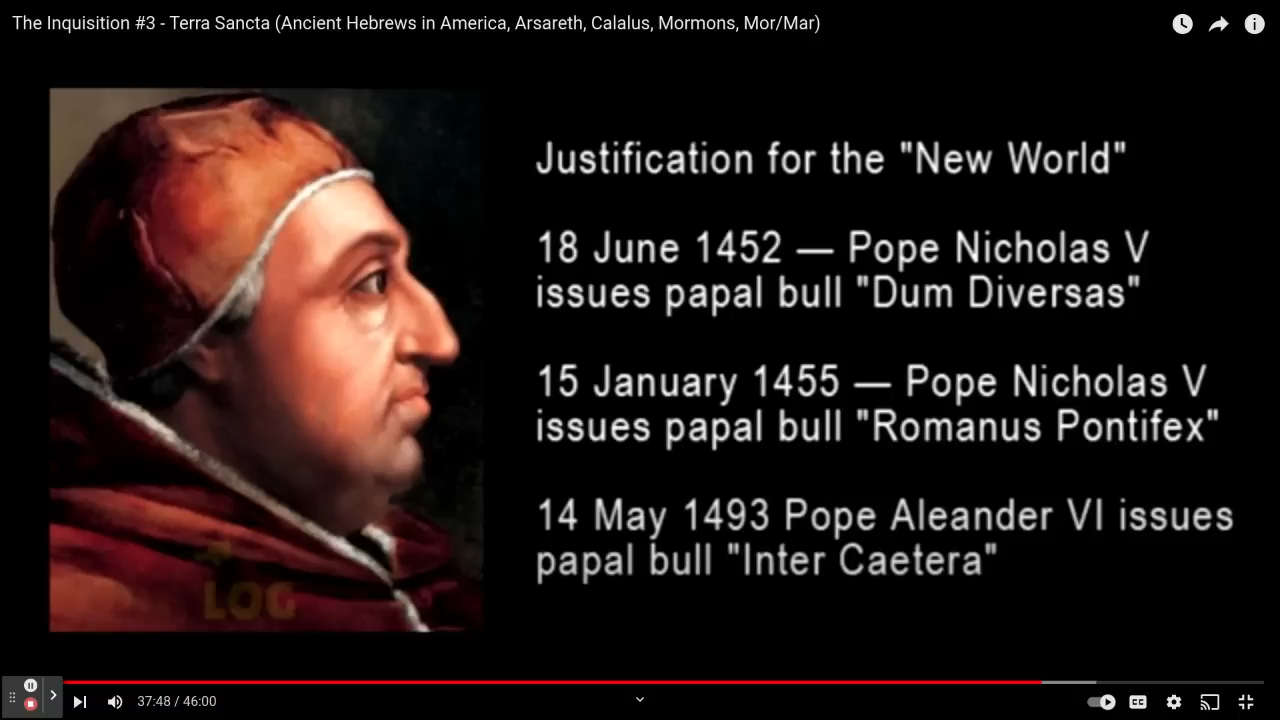 The Inquisition #3 - Terra Sancta (Ancient Hebrews in America, Arsareth, Calalus, Mormons, Mor/Mar)
Justification for the "New World"
18 June 1452 — Pope Nicholas V
issues papal bull "Dum Diversas"
15 January 1455 — Pope Nicholas V
issues papal bull "Romanus Pontifex"
14 May 1493 Pope Aleander VI issues
papal bull "Inter Caetera"
LOG
37:48 / 46:00
CC